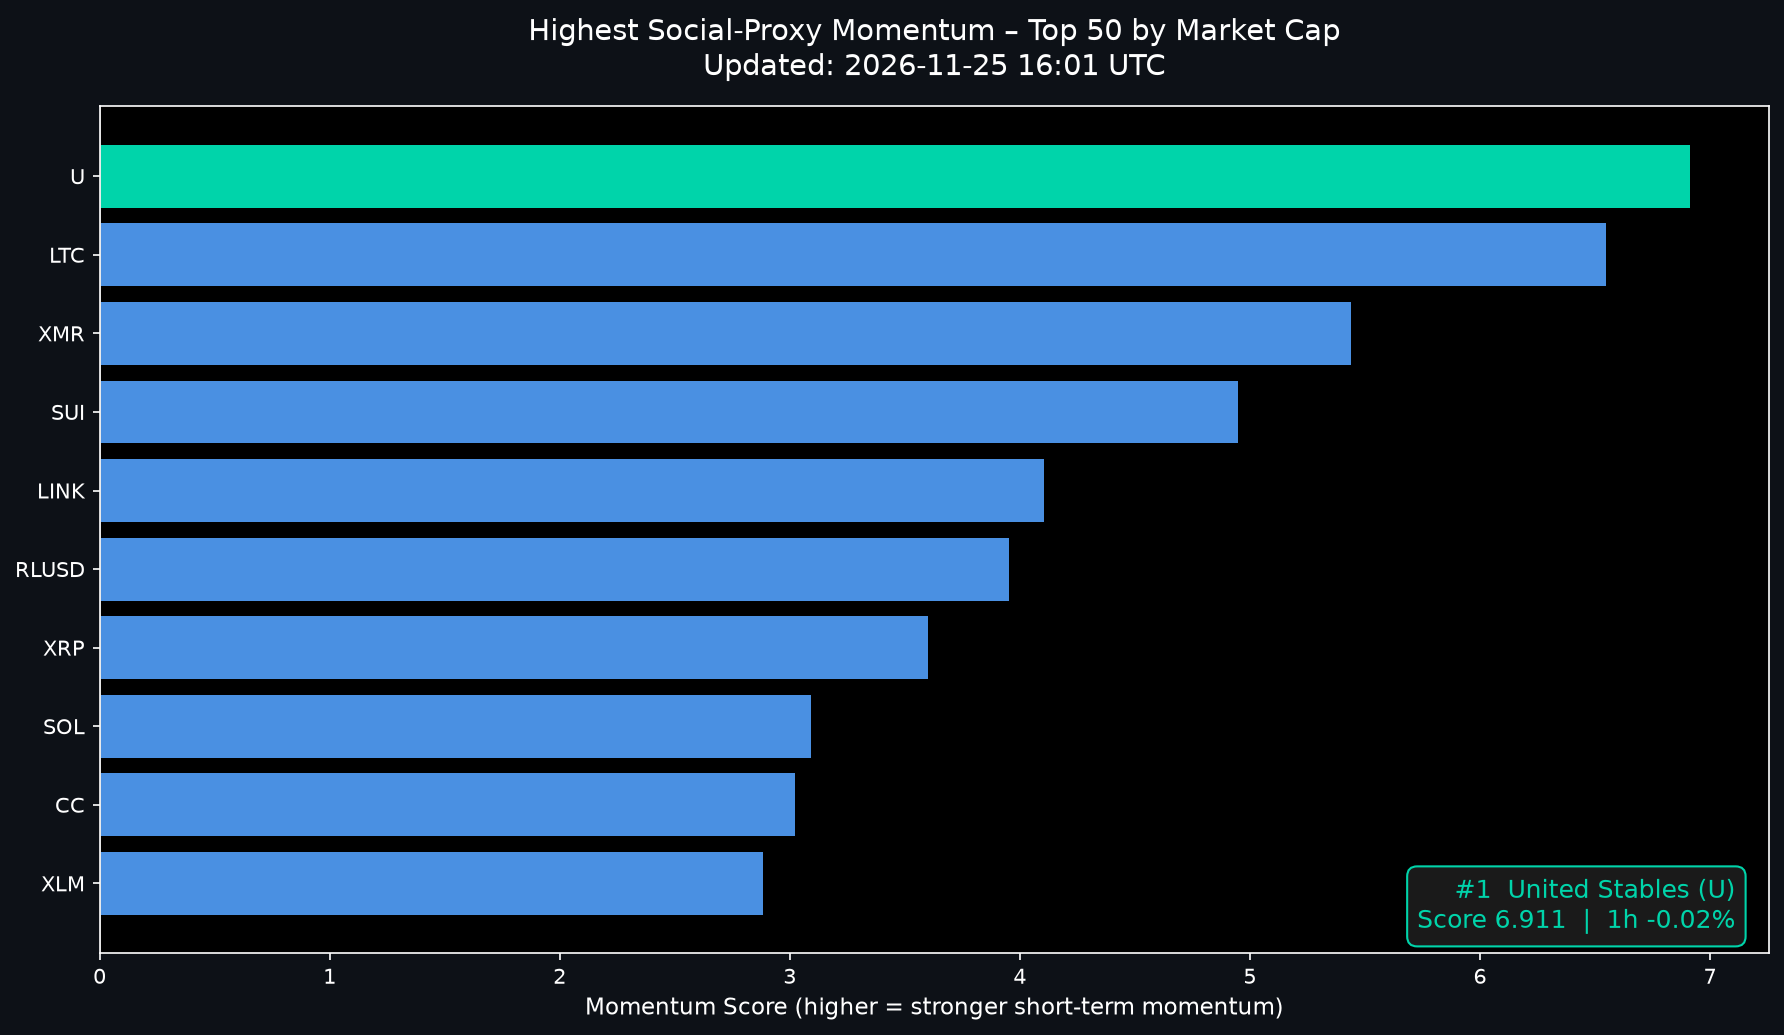 Highest Social-Proxy Momentum – Top 50 by Market Cap
Updated: 2026-11-25 16:01 UTC
U
LTC
XMR
SUI
LINK
RLUSD
XRP
SOL
CC
XLM
#1 United Stables (U)
Score 6.911 | 1h -0.02%
0 1 2 3 4 5 6 7
Momentum Score (higher = stronger short-term momentum)